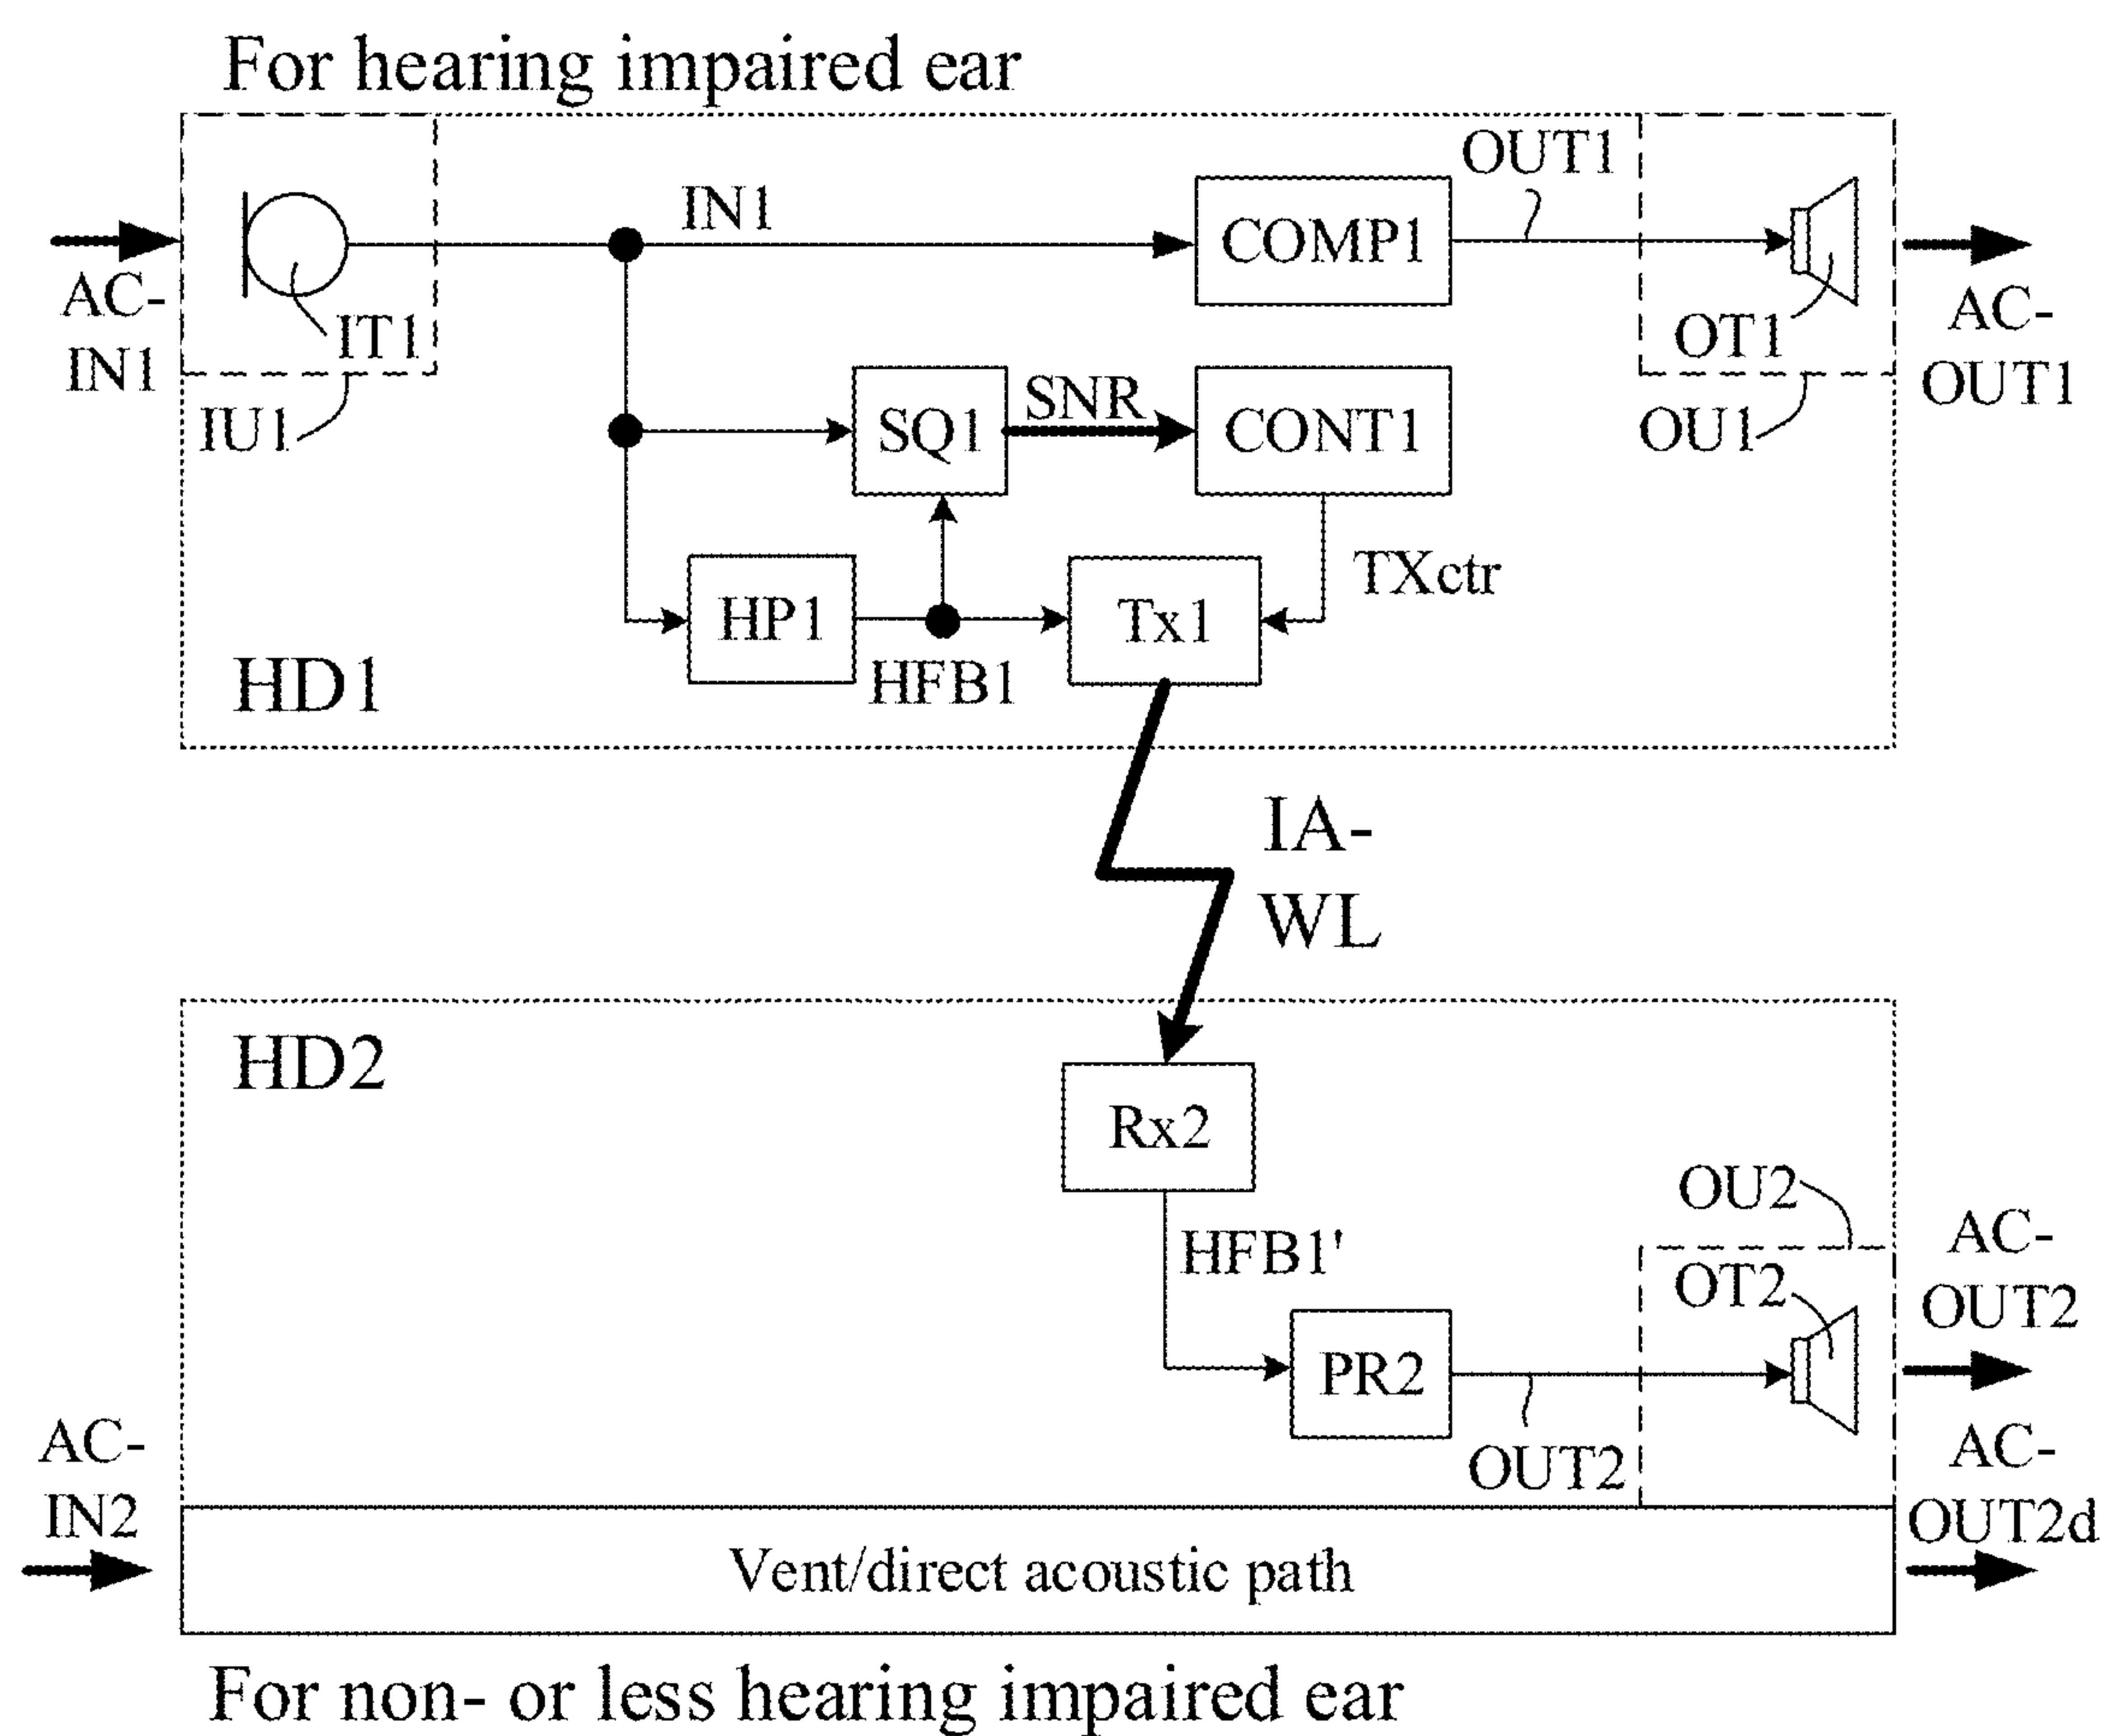 For hearing impaired ear
OUT1
IN1
COMP1
AC-
IN1
IT1
OT1
AC-
OUT1
IU1
SQ1
SNR
CONT1
OU1
HP1
HFB1
Tx1
TXctr
HD1
IA-
WL
HD2
Rx2
OU2
HFB1'
AC-
OUT2
OT2
PR2
OUT2
AC-
IN2
AC-
OUT2d
Vent/direct acoustic path
For non- or less hearing impaired ear